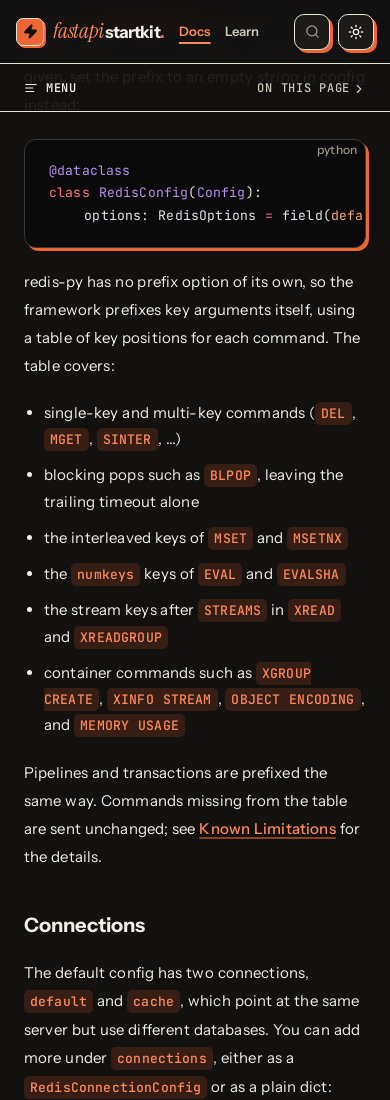 fastapi startkit.
Docs
Learn
given, set the prefix to an empty string in config
MENU
ON THIS PAGE
instead:
python
@dataclass
class RedisConfig(Config):
options: RedisOptions = field(defa
redis-py has no prefix option of its own, so the
framework prefixes key arguments itself, using
a table of key positions for each command. The
table covers:
single-key and multi-key commands ( DEL ,
MGET , SINTER , …)
blocking pops such as BLPOP , leaving the
trailing timeout alone
the interleaved keys of MSET and MSETNX
the numkeys keys of EVAL and EVALSHA
the stream keys after STREAMS in XREAD
and XREADGROUP
container commands such as XGROUP
CREATE , XINFO STREAM , OBJECT ENCODING ,
and MEMORY USAGE
Pipelines and transactions are prefixed the
same way. Commands missing from the table
are sent unchanged; see Known Limitations for
the details.
Connections
The default config has two connections,
default and cache , which point at the same
server but use different databases. You can add
more under connections , either as a
RedisConnectionConfig or as a plain dict: